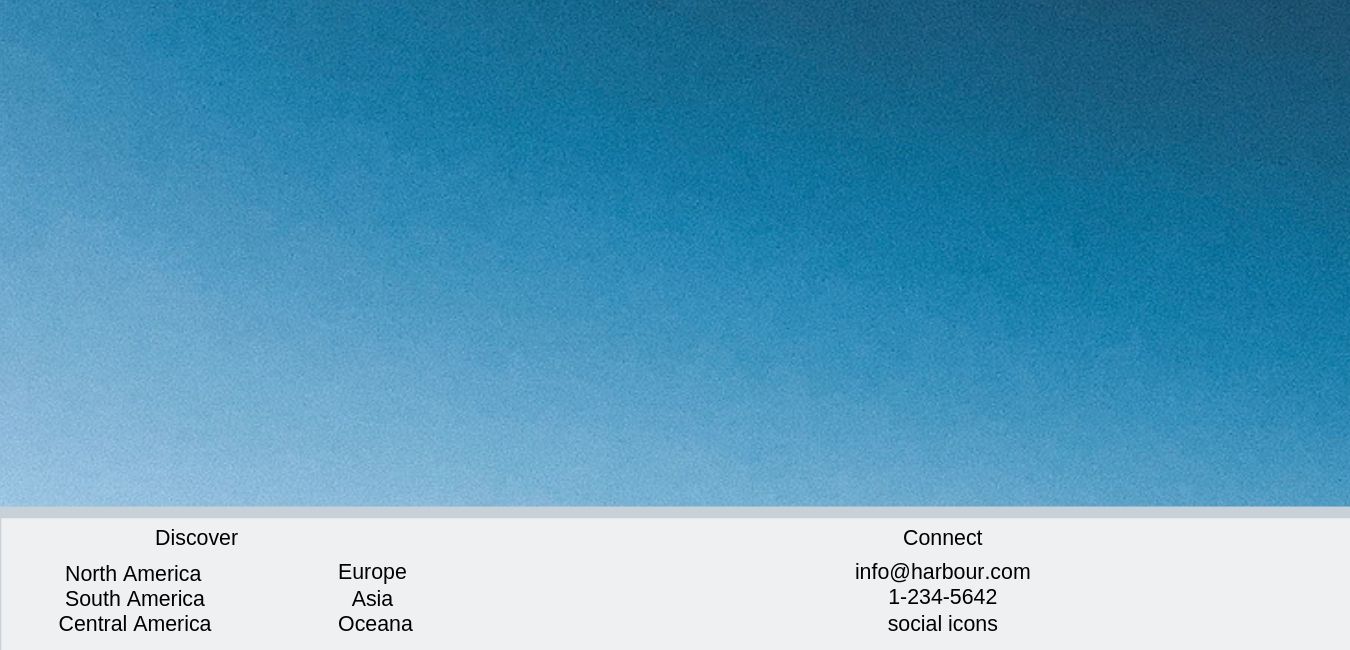 Discover
North America
South America
Central America
Europe
Asia
Oceana
Connect
info@harbour.com
1-234-5642
social icons